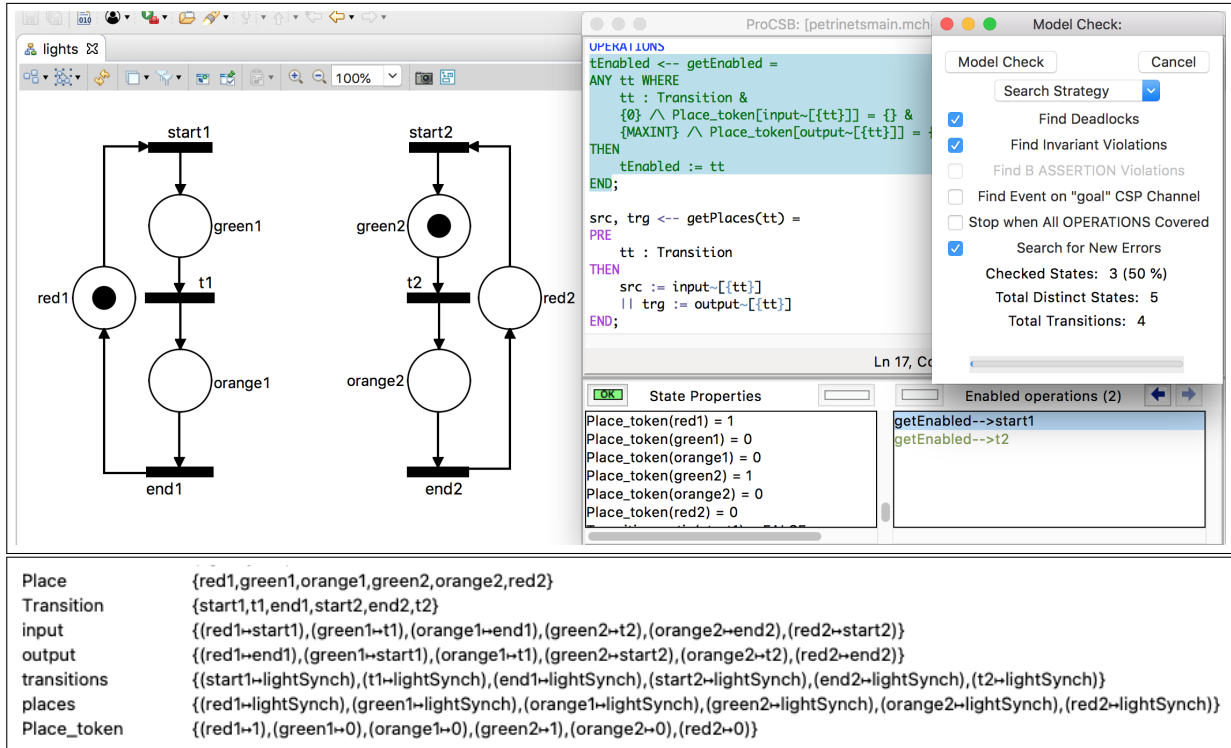 010
lights
100%
start1
start2
green1
green2
t1
t2
red1
red2
orange1
orange2
end1
end2
ProCSB: [petrinetsmain.mch
OPERATIONS
tEnabled <-- getEnabled =
ANY tt WHERE
tt : Transition &
{0} /\ Place_token[input~[{tt}]] = {} &
{MAXINT} /\ Place_token[output~[{tt}]] = {
THEN
tEnabled := tt
END;
src, trg <-- getPlaces(tt) =
PRE
tt : Transition
THEN
src := input~[{tt}]
|| trg := output~[{tt}]
END;
Ln 17, Co
Model Check:
Model Check
Cancel
Search Strategy
Find Deadlocks
Find Invariant Violations
Find B ASSERTION Violations
Find Event on "goal" CSP Channel
Stop when All OPERATIONS Covered
Search for New Errors
Checked States: 3 (50 %)
Total Distinct States: 5
Total Transitions: 4
OK State Properties
Enabled operations (2)
Place_token(red1) = 1
Place_token(green1) = 0
Place_token(orange1) = 0
Place_token(green2) = 1
Place_token(orange2) = 0
Place_token(red2) = 0
getEnabled-->start1
getEnabled-->t2
Place {red1,green1,orange1,green2,orange2,red2}
Transition {start1,t1,end1,start2,end2,t2}
input {(red1↦start1),(green1↦t1),(orange1↦end1),(green2↦t2),(orange2↦end2),(red2↦start2)}
output {(red1↦end1),(green1↦start1),(orange1↦t1),(green2↦start2),(orange2↦t2),(red2↦end2)}
transitions {(start1↦lightSynch),(t1↦lightSynch),(end1↦lightSynch),(start2↦lightSynch),(end2↦lightSynch),(t2↦lightSynch)}
places {(red1↦lightSynch),(green1↦lightSynch),(orange1↦lightSynch),(green2↦lightSynch),(orange2↦lightSynch),(red2↦lightSynch)}
Place_token {(red1↦1),(green1↦0),(orange1↦0),(green2↦1),(orange2↦0),(red2↦0)}